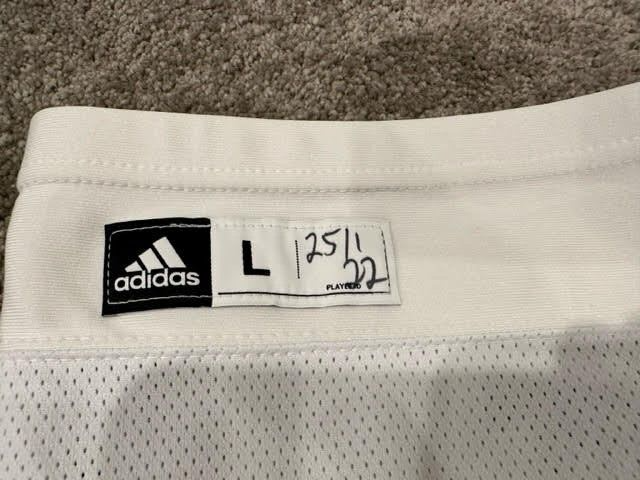 adidas
L
25/1
22
PLAYER ID